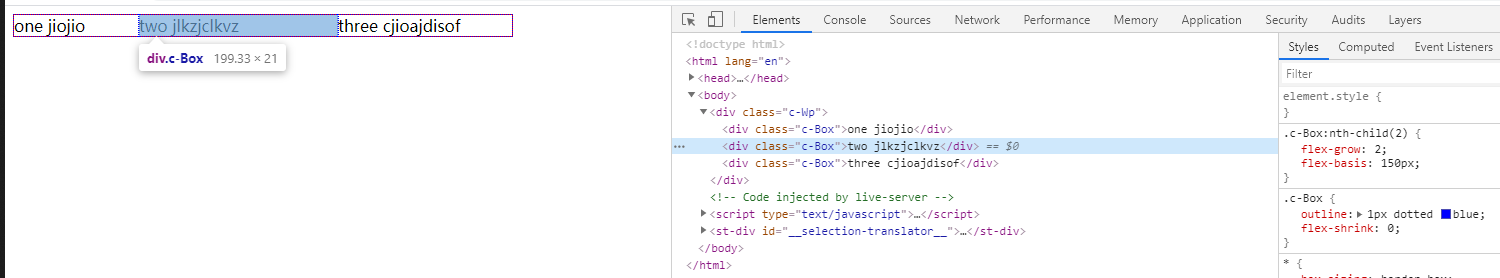 one jiojio two jlkzjclkvz three cjioajdisof
div.c-Box 199.33 × 21
Elements Console Sources Network Performance Memory Application Security Audits Layers
<!doctype html>
<html lang="en">
<head>…</head>
<body>
<div class="c-Wp">
<div class="c-Box">one jiojio</div>
<div class="c-Box">two jlkzjclkvz</div> == $0
<div class="c-Box">three cjioajdisof</div>
</div>
<!-- Code injected by live-server -->
<script type="text/javascript">…</script>
<st-div id="__selection-translator__">…</st-div>
</body>
</html>
Styles Computed Event Listeners
Filter
element.style {
}
.c-Box:nth-child(2) {
flex-grow: 2;
flex-basis: 150px;
}
.c-Box {
outline: 1px dotted blue;
flex-shrink: 0;
}
* {